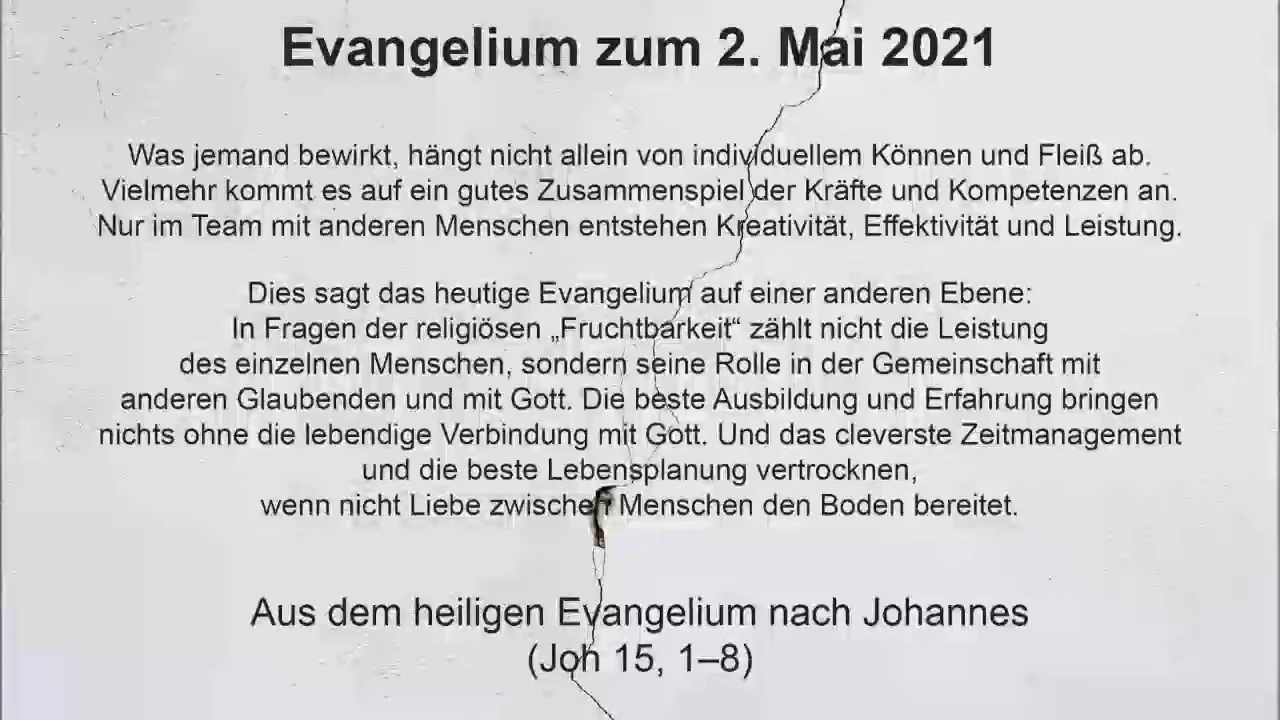 Evangelium zum 2. Mai 2021
Was jemand bewirkt, hängt nicht allein von individuellem Können und Fleiß ab.
Vielmehr kommt es auf ein gutes Zusammenspiel der Kräfte und Kompetenzen an.
Nur im Team mit anderen Menschen entstehen Kreativität, Effektivität und Leistung.
Dies sagt das heutige Evangelium auf einer anderen Ebene:
In Fragen der religiösen „Fruchtbarkeit“ zählt nicht die Leistung
des einzelnen Menschen, sondern seine Rolle in der Gemeinschaft mit
anderen Glaubenden und mit Gott. Die beste Ausbildung und Erfahrung bringen
nichts ohne die lebendige Verbindung mit Gott. Und das cleverste Zeitmanagement
und die beste Lebensplanung vertrocknen,
wenn nicht Liebe zwischen Menschen den Boden bereitet.
Aus dem heiligen Evangelium nach Johannes
(Joh 15, 1–8)